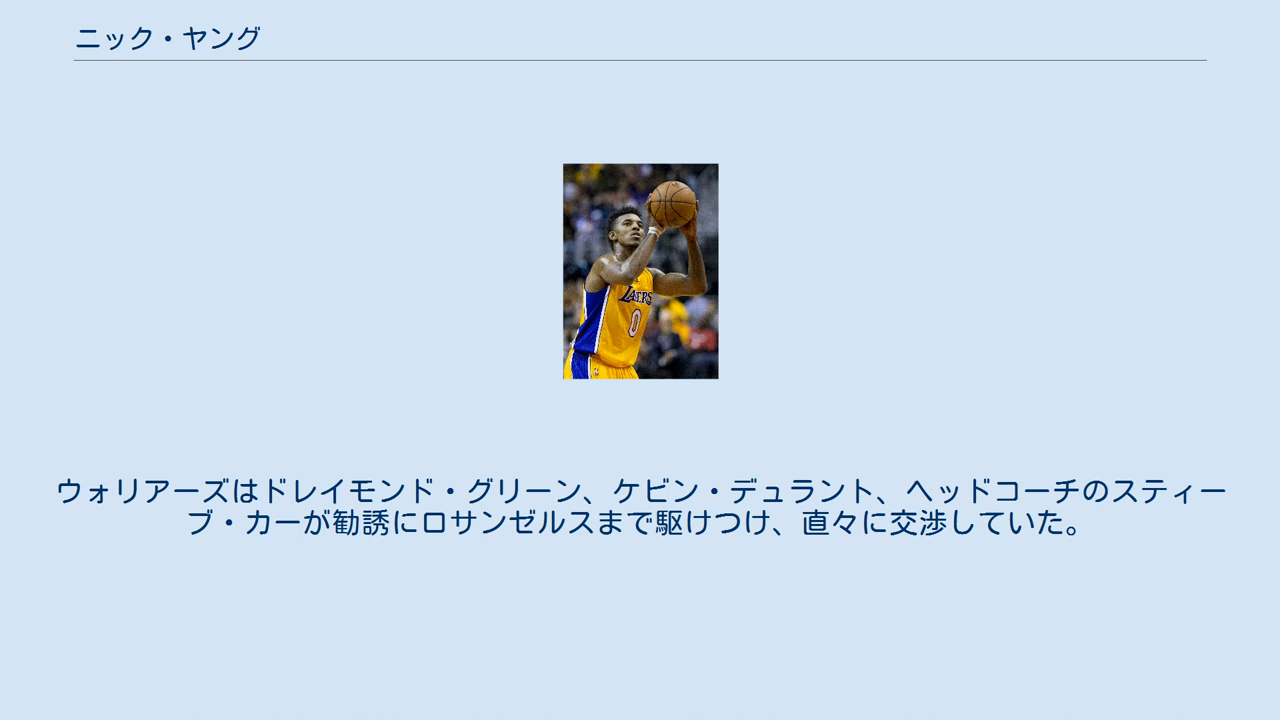 ニック・ヤング
LAKERS
0
ウォリアーズはドレイモンド・グリーン、ケビン・デュラント、ヘッドコーチのスティー
ブ・カーが勧誘にロサンゼルスまで駆けつけ、直々に交渉していた。